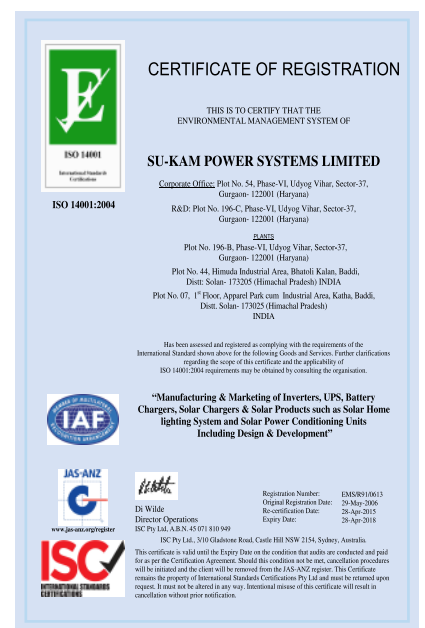 CERTIFICATE OF REGISTRATION
THIS IS TO CERTIFY THAT THE
ENVIRONMENTAL MANAGEMENT SYSTEM OF
ISO 14001
International Standards
Certifications
ISO 14001:2004
SU-KAM POWER SYSTEMS LIMITED
Corporate Office: Plot No. 54, Phase-VI, Udyog Vihar, Sector-37,
Gurgaon- 122001 (Haryana)
R&D: Plot No. 196-C, Phase-VI, Udyog Vihar, Sector-37,
Gurgaon- 122001 (Haryana)
PLANTS
Plot No. 196-B, Phase-VI, Udyog Vihar, Sector-37,
Gurgaon- 122001 (Haryana)
Plot No. 44, Himuda Industrial Area, Bhatoli Kalan, Baddi,
Distt: Solan- 173205 (Himachal Pradesh) INDIA
Plot No. 07, 1st Floor, Apparel Park cum Industrial Area, Katha, Baddi,
Distt. Solan- 173025 (Himachal Pradesh)
INDIA
Has been assessed and registered as complying with the requirements of the
International Standard shown above for the following Goods and Services. Further clarifications
regarding the scope of this certificate and the applicability of
ISO 14001:2004 requirements may be obtained by consulting the organisation.
MEMBER OF MULTILATERAL
IAF
RECOGNITION ARRANGEMENT
“Manufacturing & Marketing of Inverters, UPS, Battery
Chargers, Solar Chargers & Solar Products such as Solar Home
lighting System and Solar Power Conditioning Units
Including Design & Development”
JAS-ANZ
www.jas-anz.org/register
Di Wilde
Director Operations
ISC Pty Ltd, A.B.N. 45 071 810 949
Registration Number: EMS/R91/0613
Original Registration Date: 29-May-2006
Re-certification Date: 28-Apr-2015
Expiry Date: 28-Apr-2018
ISC Pty Ltd., 3/10 Gladstone Road, Castle Hill NSW 2154, Sydney, Australia.
ISC
INTERNATIONAL STANDARDS
CERTIFICATIONS
This certificate is valid until the Expiry Date on the condition that audits are conducted and paid
for as per the Certification Agreement. Should this condition not be met, cancellation procedures
will be initiated and the client will be removed from the JAS-ANZ register. This Certificate
remains the property of International Standards Certifications Pty Ltd and must be returned upon
request. It must not be altered in any way. Intentional misuse of this certificate will result in
cancellation without prior notification.